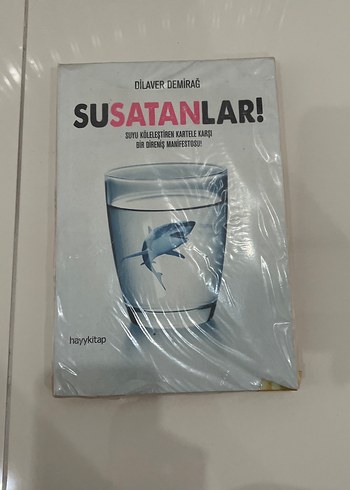 DİLAVER DEMİRAĞ
SUSATANLAR!
SUYU KÖLELEŞTİREN KARTELE KARŞI
BİR DİRENİŞ MANİFESTOSU!
hayykitap